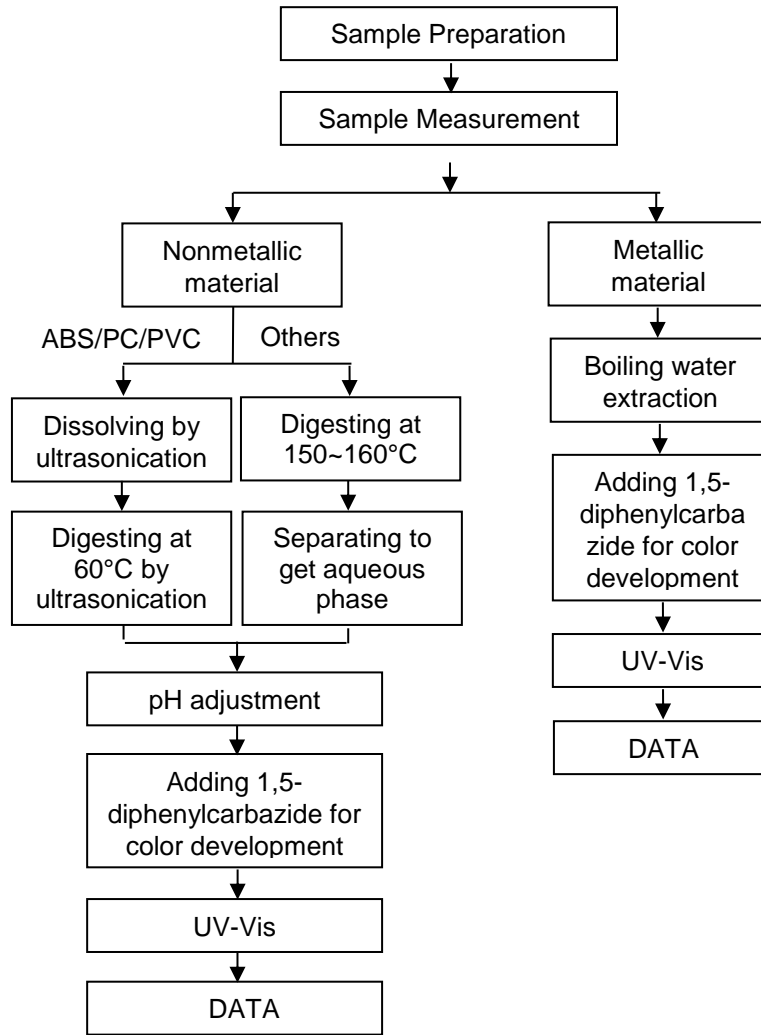 Sample Preparation
Sample Measurement
Nonmetallic
material
Metallic
material
ABS/PC/PVC
Others
Boiling water
extraction
Dissolving by
ultrasonication
Digesting at
150~160°C
Adding 1,5-
diphenylcarba
zide for color
development
Digesting at
60°C by
ultrasonication
Separating to
get aqueous
phase
UV-Vis
pH adjustment
DATA
Adding 1,5-
diphenylcarbazide for
color development
UV-Vis
DATA